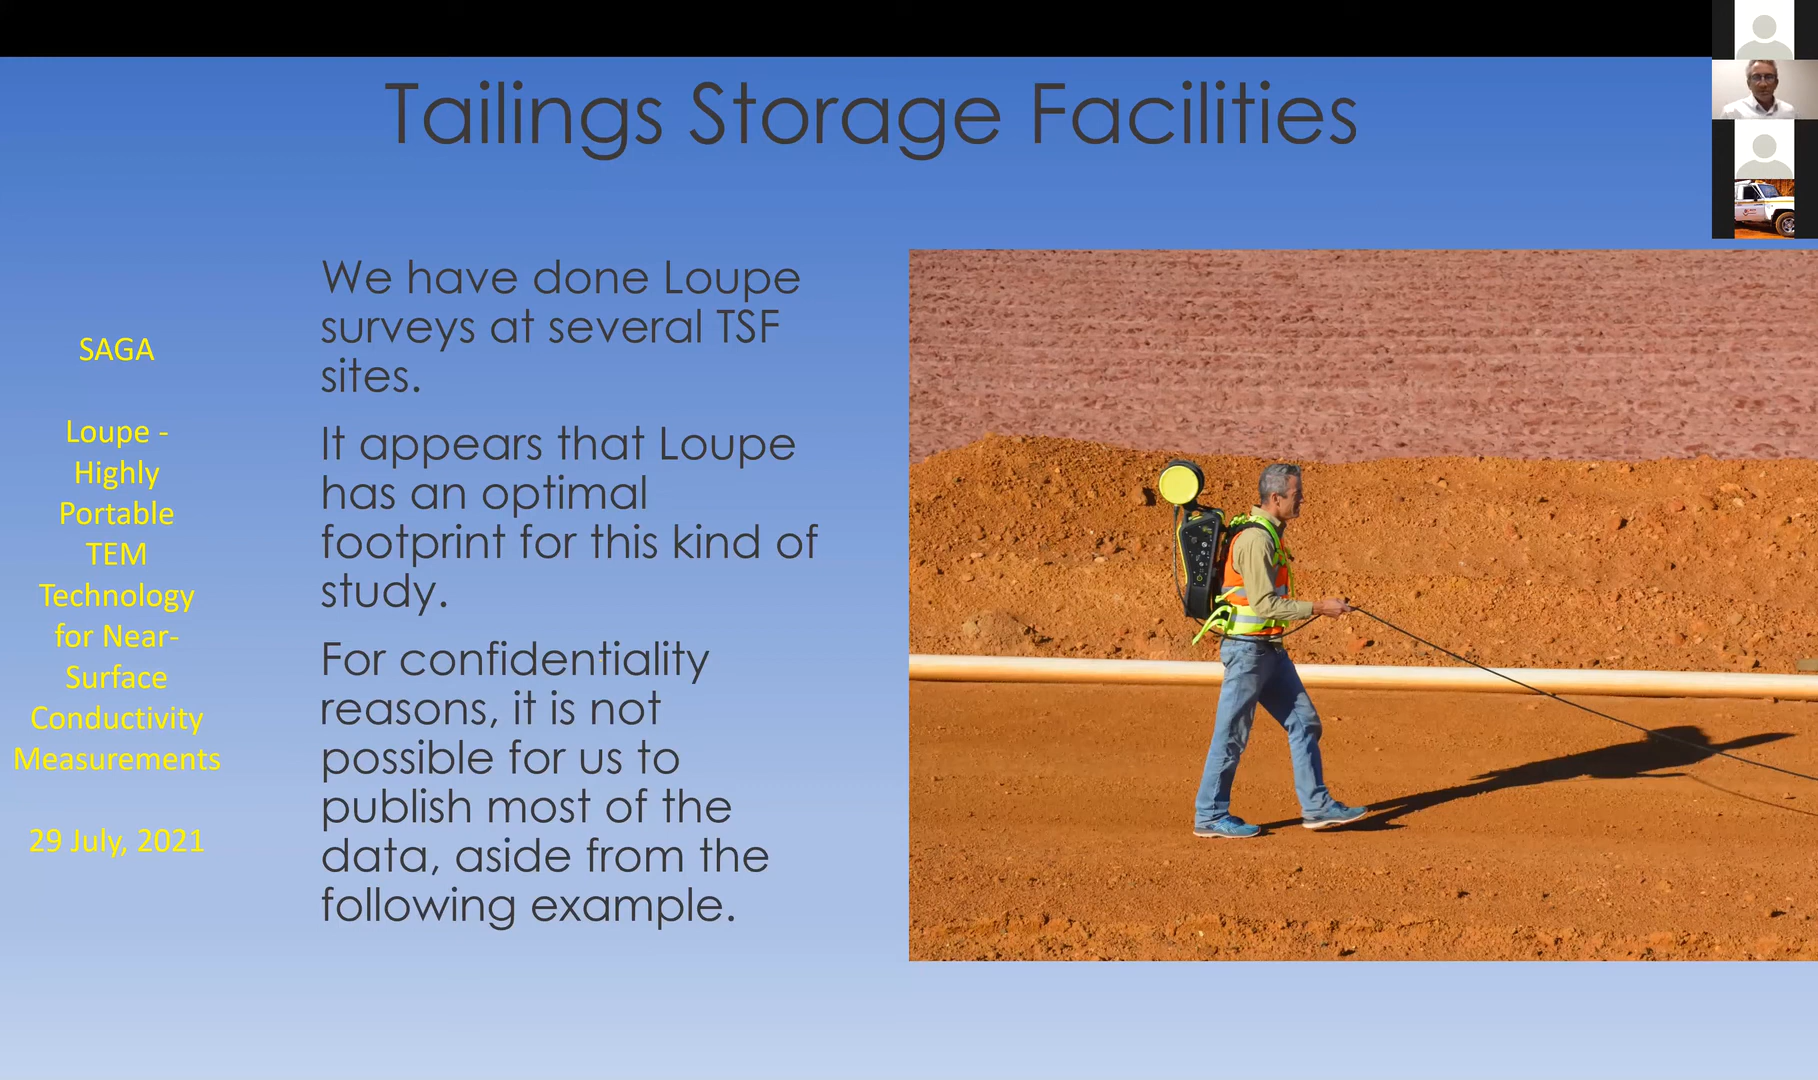 Tailings Storage Facilities
SAGA
Loupe -
Highly
Portable
TEM
Technology
for Near-
Surface
Conductivity
Measurements
29 July, 2021
We have done Loupe
surveys at several TSF
sites.
It appears that Loupe
has an optimal
footprint for this kind of
study.
For confidentiality
reasons, it is not
possible for us to
publish most of the
data, aside from the
following example.